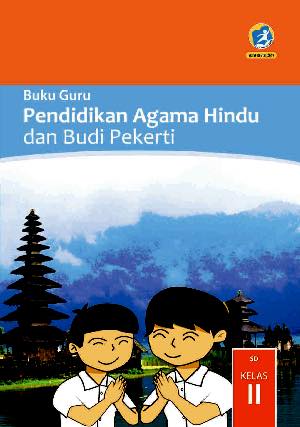 Buku Guru
Pendidikan Agama Hindu
dan Budi Pekerti
SD
KELAS
II